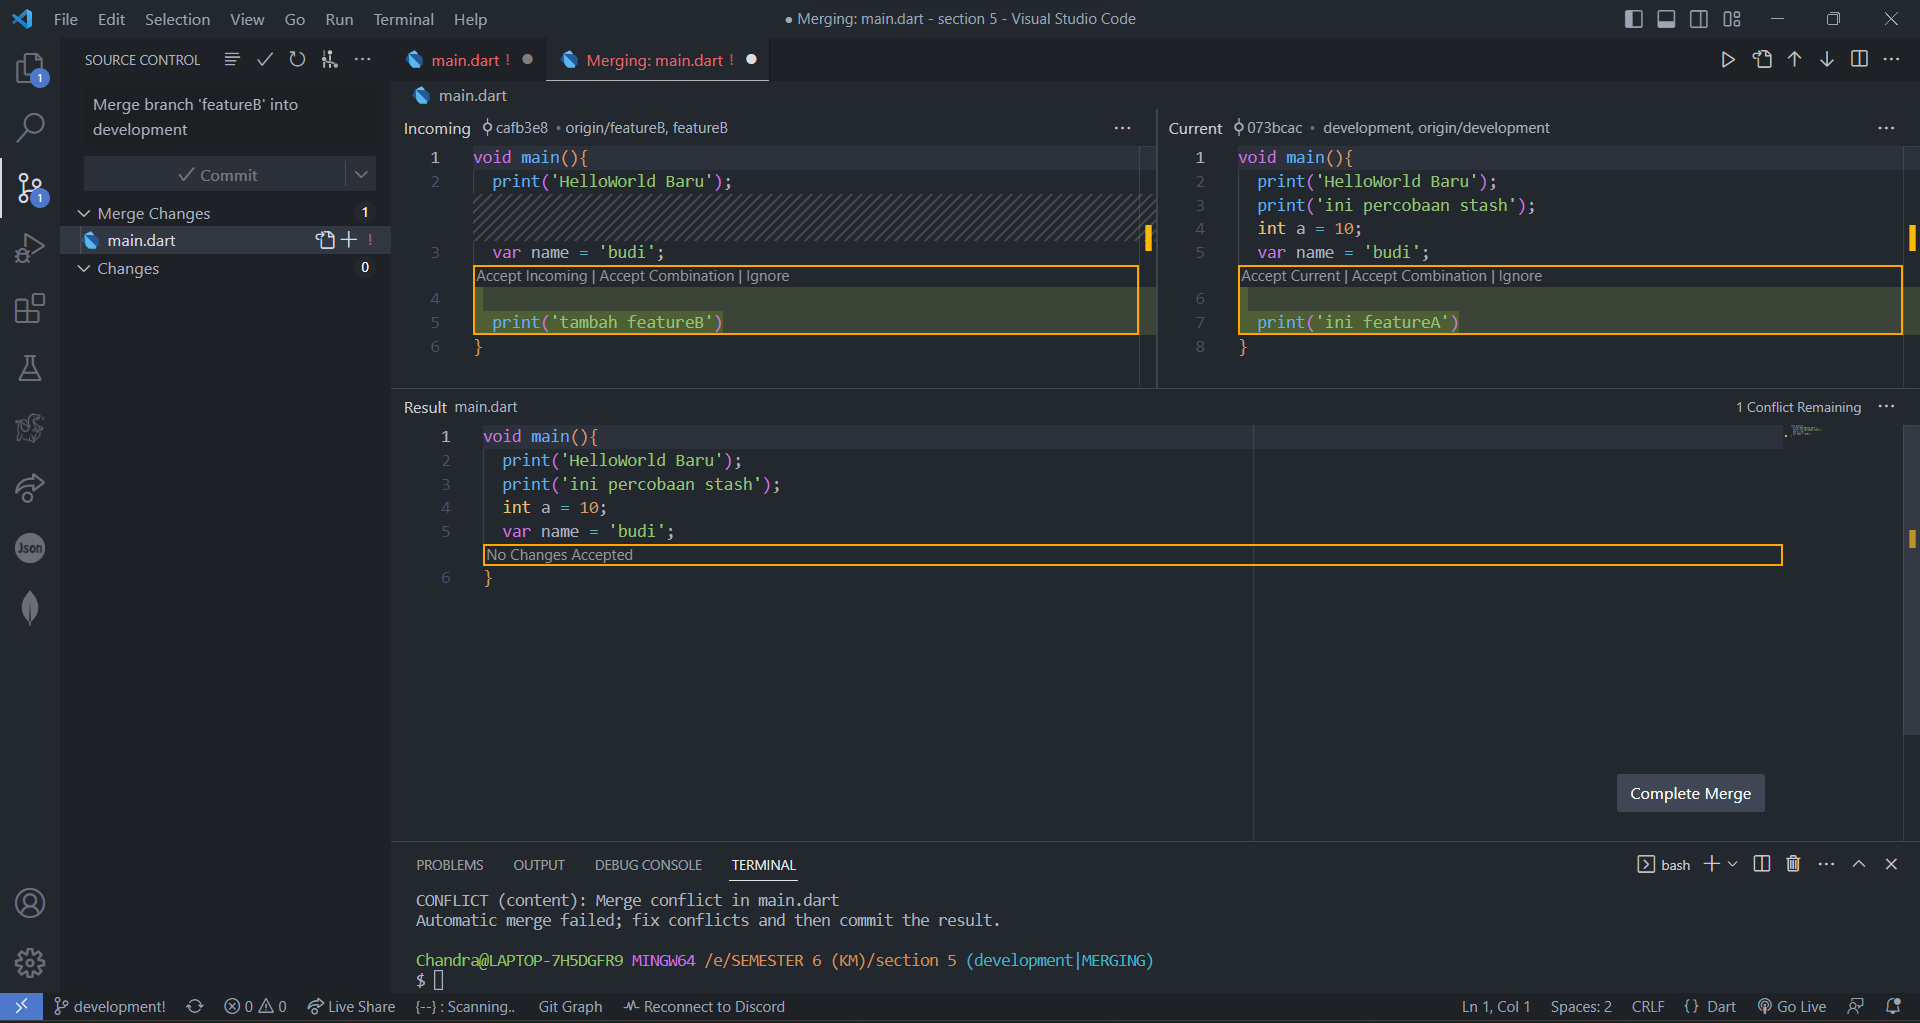 File Edit Selection View Go Run Terminal Help
● Merging: main.dart - section 5 - Visual Studio Code
SOURCE CONTROL
main.dart !
Merging: main.dart !
1
1
Merge branch 'featureB' into
development
Commit
Merge Changes 1
main.dart !
Changes 0
Json
main.dart
Incoming cafb3e8 • origin/featureB, featureB
1 void main(){
2 print('HelloWorld Baru');
3 var name = 'budi';
Accept Incoming | Accept Combination | Ignore
4
5 print('tambah featureB')
6 }
Current 073bcac • development, origin/development
1 void main(){
2 print('HelloWorld Baru');
3 print('ini percobaan stash');
4 int a = 10;
5 var name = 'budi';
Accept Current | Accept Combination | Ignore
6
7 print('ini featureA')
8 }
Result main.dart
1 Conflict Remaining
1 void main(){
2 print('HelloWorld Baru');
3 print('ini percobaan stash');
4 int a = 10;
5 var name = 'budi';
No Changes Accepted
6 }
Complete Merge
PROBLEMS OUTPUT DEBUG CONSOLE TERMINAL
bash
CONFLICT (content): Merge conflict in main.dart
Automatic merge failed; fix conflicts and then commit the result.
Chandra@LAPTOP-7H5DGFR9 MINGW64 /e/SEMESTER 6 (KM)/section 5 (development|MERGING)
$
development! 0 0 Live Share {--} : Scanning.. Git Graph Reconnect to Discord
Ln 1, Col 1 Spaces: 2 CRLF {} Dart Go Live